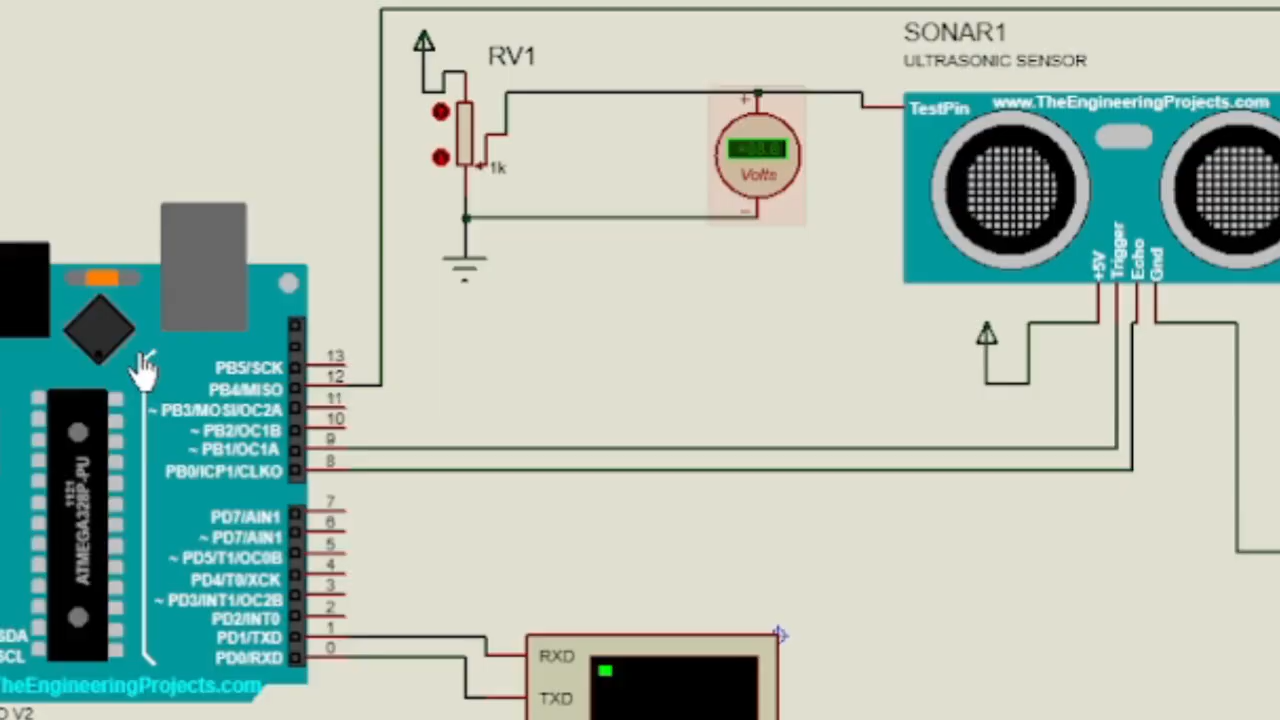 SONAR1
ULTRASONIC SENSOR
RV1
TestPin
www.TheEngineeringProjects.com
+
Volts
1k
+5V
Trigger
Echo
Gnd
PB5/SCK 13
PB4/MISO 12
~ PB3/MOSI/OC2A 11
~ PB2/OC1B 10
~ PB1/OC1A 9
PB0/ICP1/CLKO 8
PD7/AIN1 7
~ PD7/AIN1 6
~ PD5/T1/OC0B 5
PD4/T0/XCK 4
~ PD3/INT1/OC2B 3
PD2/INT0 2
PD1/TXD 1
PD0/RXD 0
1121
ATMEGA328P-PU
SDA
SCL
RXD
TXD
TheEngineeringProjects.com
O V2